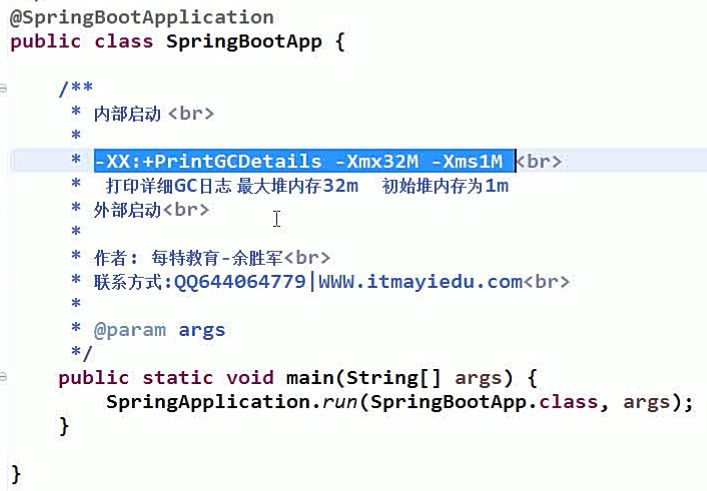 @SpringBootApplication
public class SpringBootApp {
/**
* 内部启动 <br>
*
* -XX:+PrintGCDetails -Xmx32M -Xms1M <br>
* 打印详细GC日志 最大堆内存32m 初始堆内存为1m
* 外部启动<br>
*
* 作者: 每特教育-余胜军<br>
* 联系方式:QQ644064779|WWW.itmayiedu.com<br>
*
* @param args
*/
public static void main(String[] args) {
SpringApplication.run(SpringBootApp.class, args);
}
}